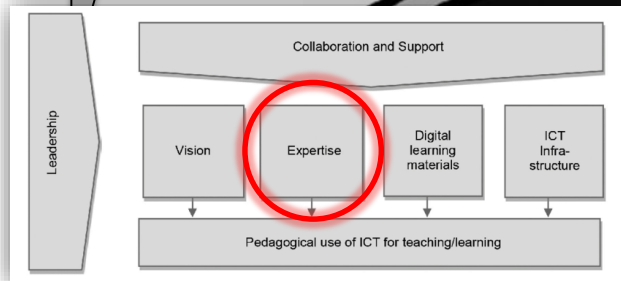 Leadership
Collaboration and Support
Vision
Expertise
Digital
learning
materials
ICT
Infra-
structure
Pedagogical use of ICT for teaching/learning